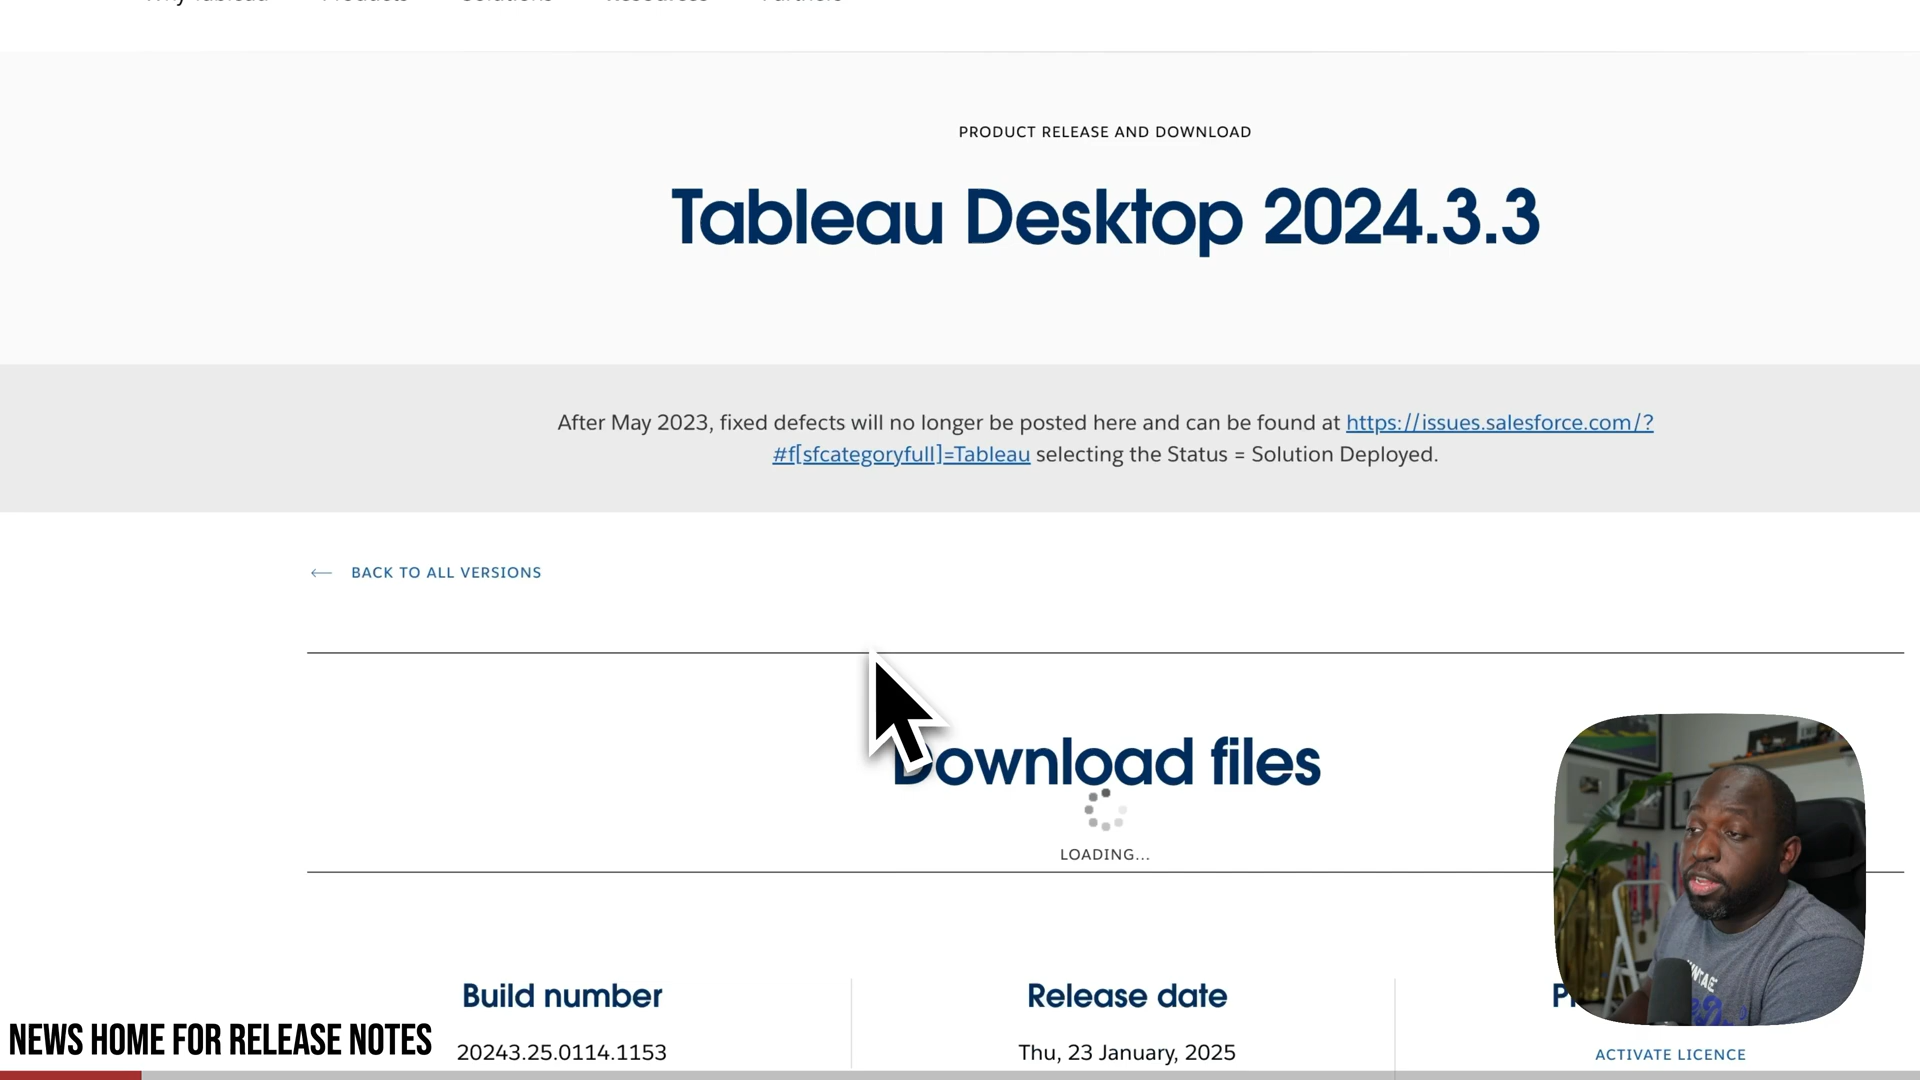 PRODUCT RELEASE AND DOWNLOAD
Tableau Desktop 2024.3.3
After May 2023, fixed defects will no longer be posted here and can be found at https://issues.salesforce.com/?
#f[sfcategoryfull]=Tableau selecting the Status = Solution Deployed.
BACK TO ALL VERSIONS
Download files
LOADING...
Build number
Release date
20243.25.0114.1153
Thu, 23 January, 2025
ACTIVATE LICENCE
NEWS HOME FOR RELEASE NOTES